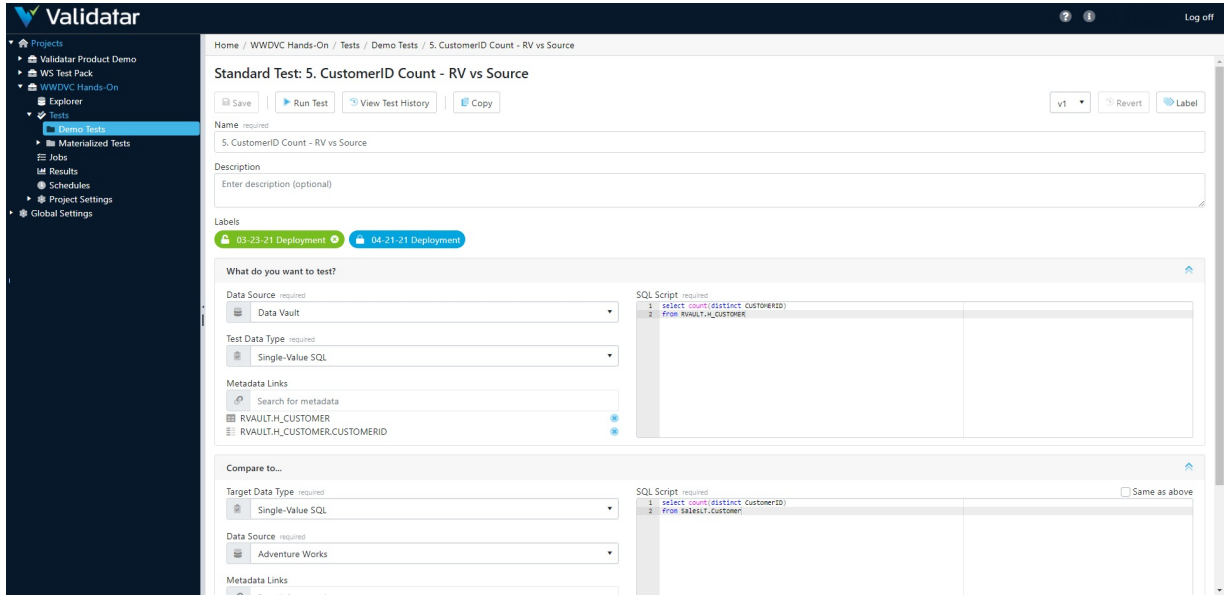 Validatar
Log off
Projects
Validatar Product Demo
WS Test Pack
WWDVC Hands-On
Explorer
Tests
Demo Tests
Materialized Tests
Jobs
Results
Schedules
Project Settings
Global Settings
Home / WWDVC Hands-On / Tests / Demo Tests / 5. CustomerID Count - RV vs Source
Standard Test: 5. CustomerID Count - RV vs Source
Save Run Test View Test History Copy v1 Revert Label
Name required
5. CustomerID Count - RV vs Source
Description
Enter description (optional)
Labels
03-23-21 Deployment 04-21-21 Deployment
What do you want to test?
Data Source required
Data Vault
Test Data Type required
Single-Value SQL
Metadata Links
Search for metadata
RVAULT.H_CUSTOMER
RVAULT.H_CUSTOMER.CUSTOMERID
SQL Script required
1 select count(distinct CUSTOMERID)
2 from RVAULT.H_CUSTOMER
Compare to...
Target Data Type required
Single-Value SQL
Data Source required
Adventure Works
Metadata Links
SQL Script required Same as above
1 select count(distinct CustomerID)
2 from SalesLT.Customer